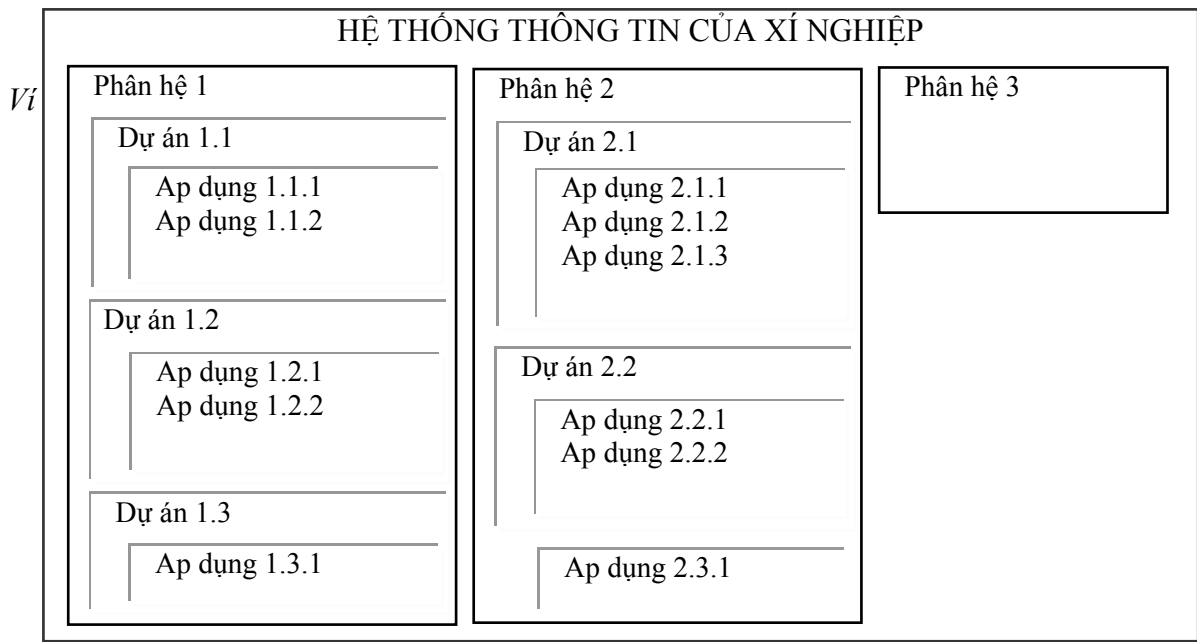 HỆ THỐNG THÔNG TIN CỦA XÍ NGHIỆP
Ví
Phân hệ 1
Dự án 1.1
Ap dụng 1.1.1
Ap dụng 1.1.2
Dự án 1.2
Ap dụng 1.2.1
Ap dụng 1.2.2
Dự án 1.3
Ap dụng 1.3.1
Phân hệ 2
Dự án 2.1
Ap dụng 2.1.1
Ap dụng 2.1.2
Ap dụng 2.1.3
Dự án 2.2
Ap dụng 2.2.1
Ap dụng 2.2.2
Ap dụng 2.3.1
Phân hệ 3